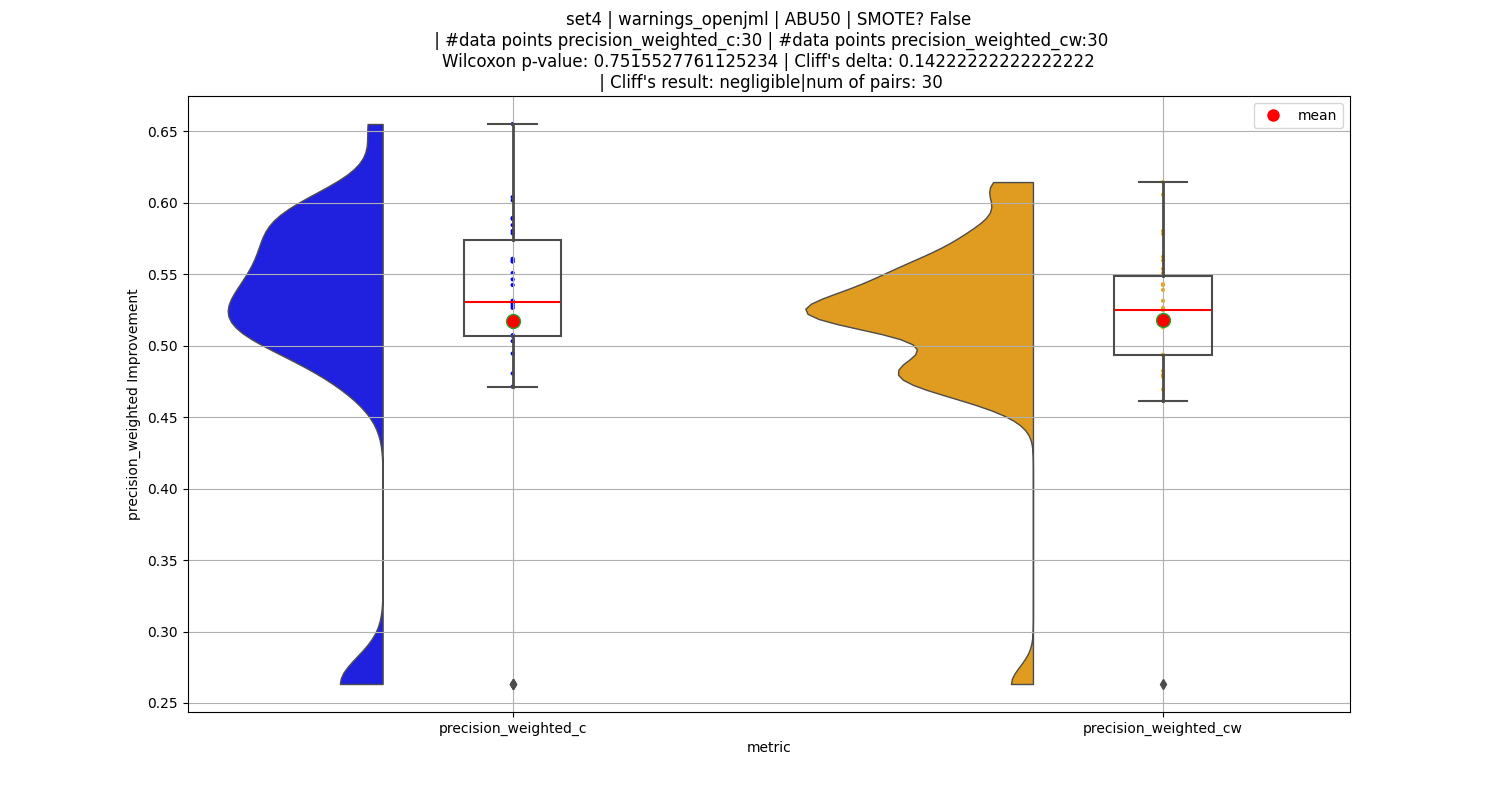 set4 | warnings_openjml | ABU50 | SMOTE? False
| #data points precision_weighted_c:30 | #data points precision_weighted_cw:30
Wilcoxon p-value: 0.7515527761125234 | Cliff's delta: 0.14222222222222222
| Cliff's result: negligible|num of pairs: 30
mean
0.65
0.60
0.55
0.50
0.45
0.40
0.35
0.30
0.25
precision_weighted Improvement
precision_weighted_c
precision_weighted_cw
metric